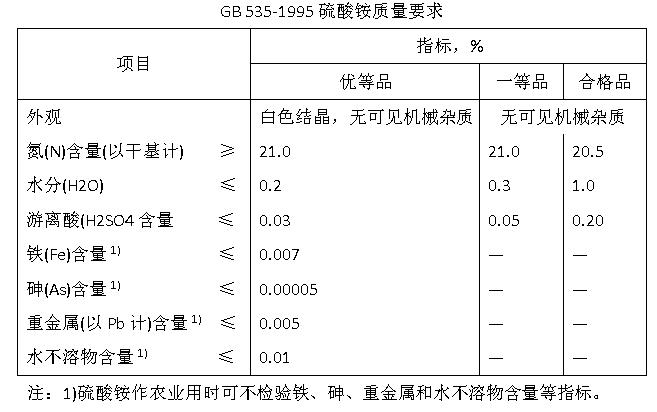 GB 535-1995 硫酸铵质量要求
项目 指标，%
优等品 一等品 合格品
外观 白色结晶，无可见机械杂质 无可见机械杂质
氮(N)含量(以干基计) ≥ 21.0 21.0 20.5
水分(H2O) ≤ 0.2 0.3 1.0
游离酸(H2SO4 含量 ≤ 0.03 0.05 0.20
铁(Fe)含量 1) ≤ 0.007 — —
砷(As)含量 1) ≤ 0.00005 — —
重金属(以 Pb 计)含量 1) ≤ 0.005 — —
水不溶物含量 1) ≤ 0.01 — —
注：1)硫酸铵作农业用时可不检验铁、砷、重金属和水不溶物含量等指标。